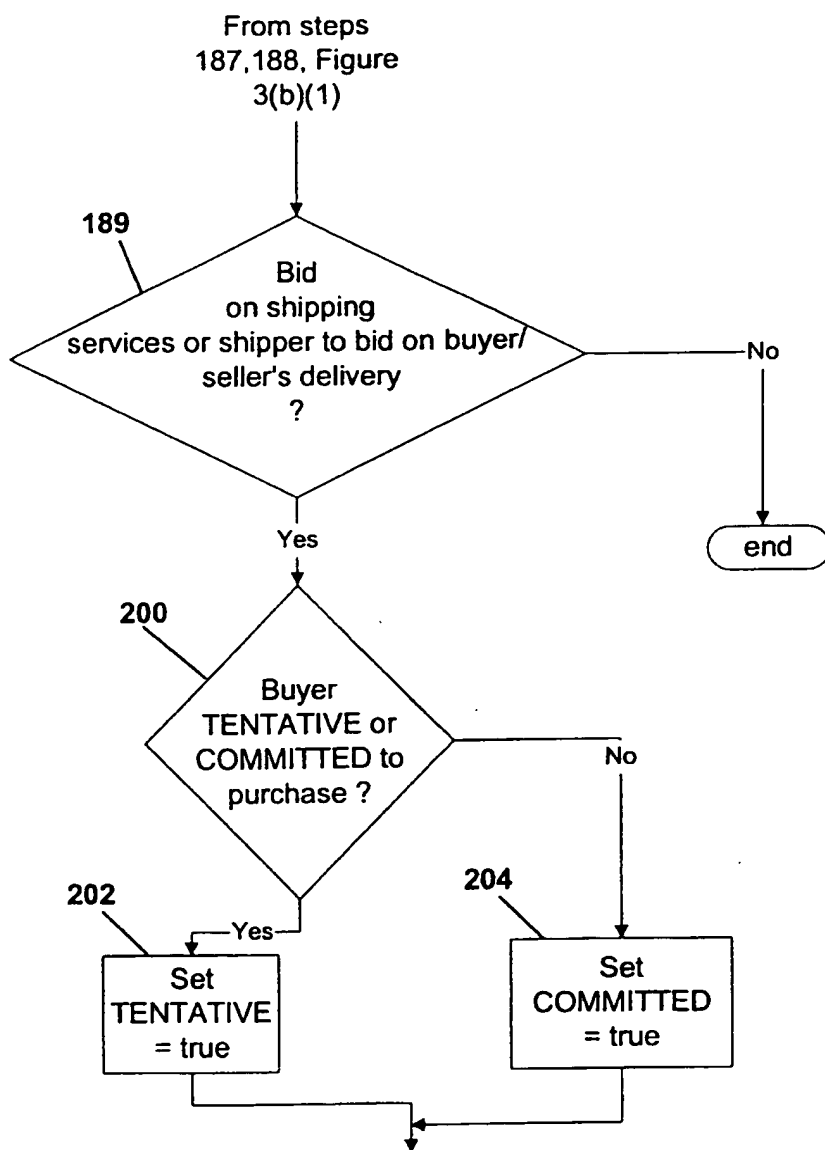 From steps
187,188, Figure
3(b)(1)
189
Bid
on shipping
services or shipper to bid on buyer/
seller's delivery
?
No
end
Yes
200
Buyer
TENTATIVE or
COMMITTED to
purchase ?
No
202
Yes
204
Set
TENTATIVE
= true
Set
COMMITTED
= true